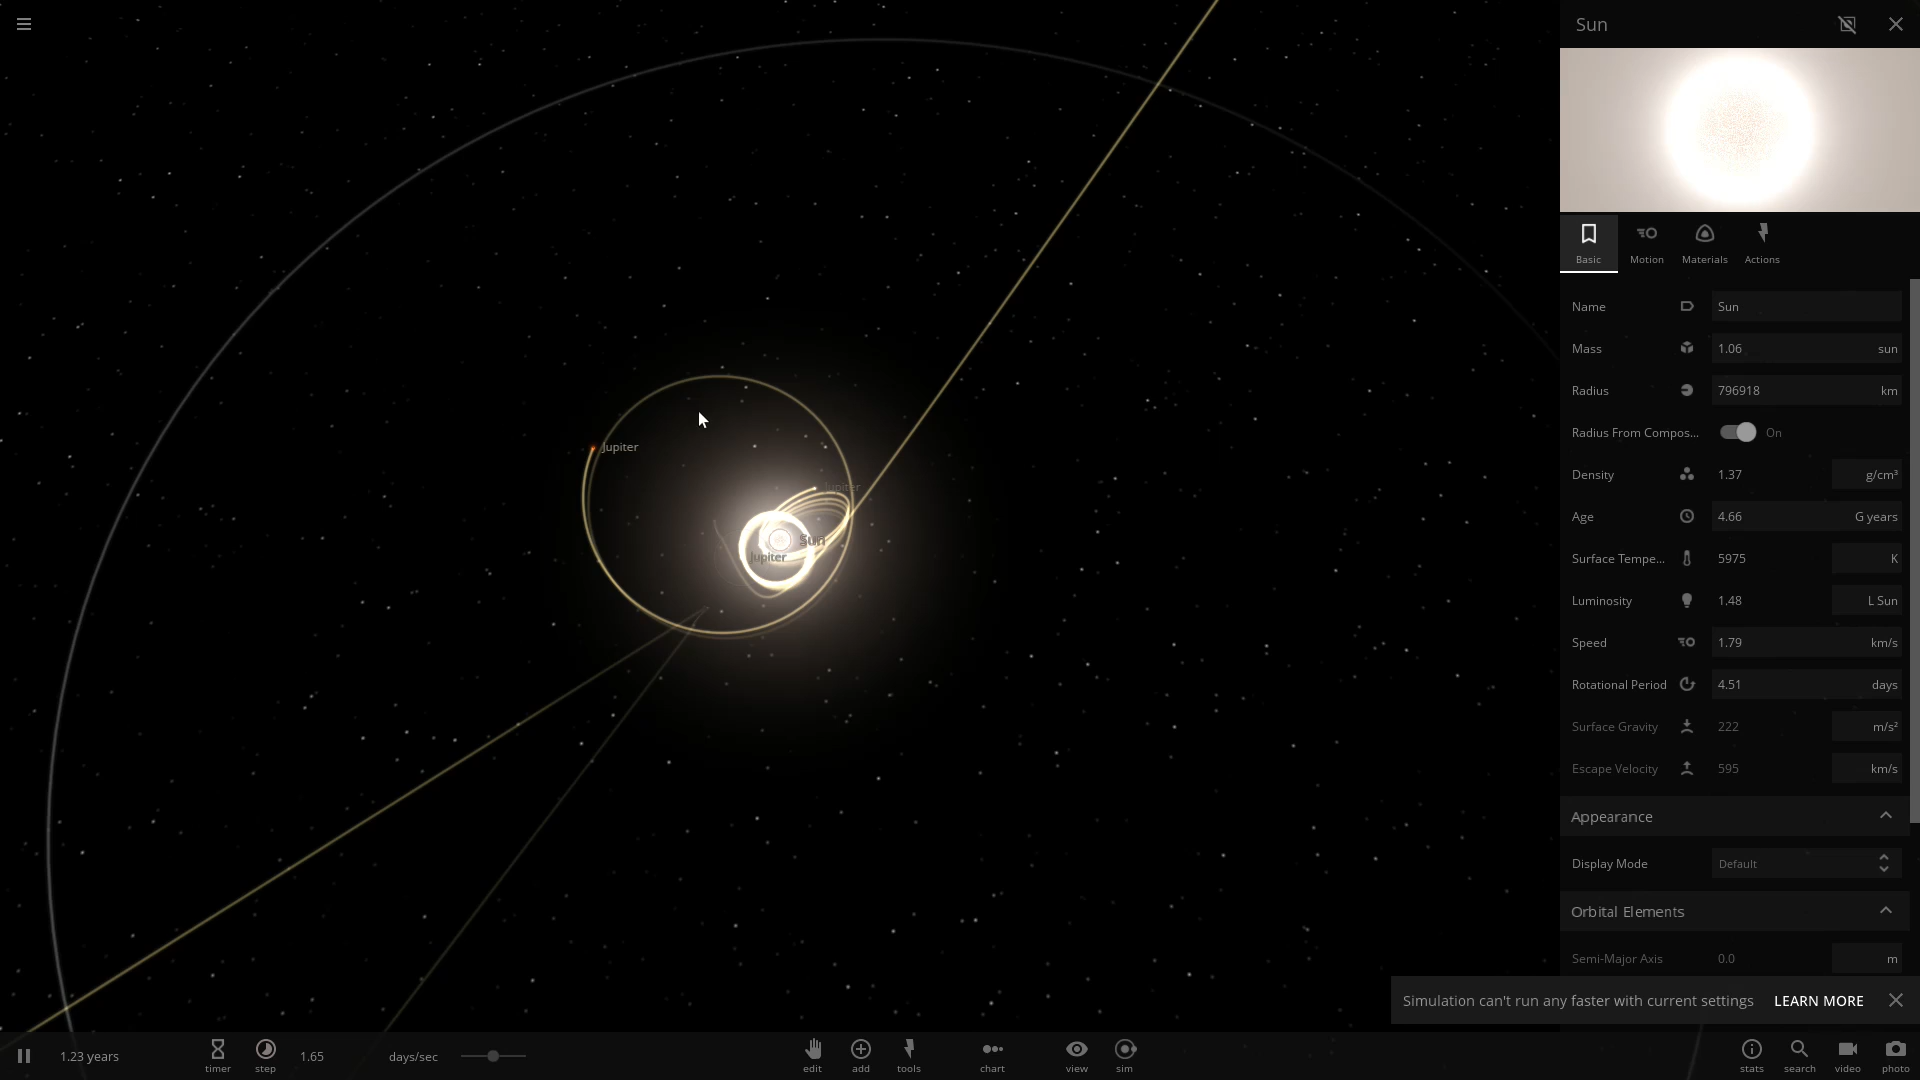 Sun
Basic
Motion
Materials
Actions
Name
Sun
Mass
1.06
sun
Radius
796918
km
Radius From Compos...
On
Density
1.37
g/cm³
Age
4.66
G years
Surface Tempe...
5975
K
Luminosity
1.48
L Sun
Speed
1.79
km/s
Rotational Period
4.51
days
Surface Gravity
222
m/s²
Escape Velocity
595
km/s
Appearance
Display Mode
Default
Orbital Elements
Semi-Major Axis
0.0
m
Jupiter
Jupiter
Sun
Jupiter
Simulation can't run any faster with current settings LEARN MORE
1.23 years
timer
step
1.65
days/sec
edit
add
tools
chart
view
sim
stats
search
video
photo